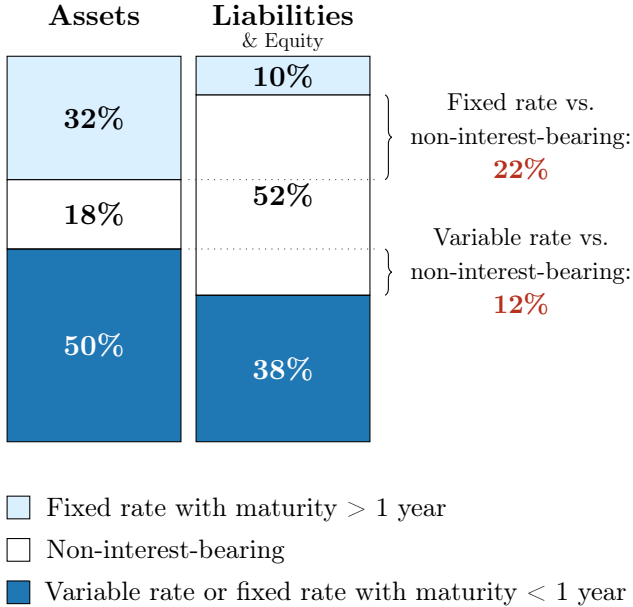 Assets
Liabilities
& Equity
32%
18%
50%
10%
52%
38%
Fixed rate vs.
non-interest-bearing:
22%
Variable rate vs.
non-interest-bearing:
12%
Fixed rate with maturity > 1 year
Non-interest-bearing
Variable rate or fixed rate with maturity < 1 year